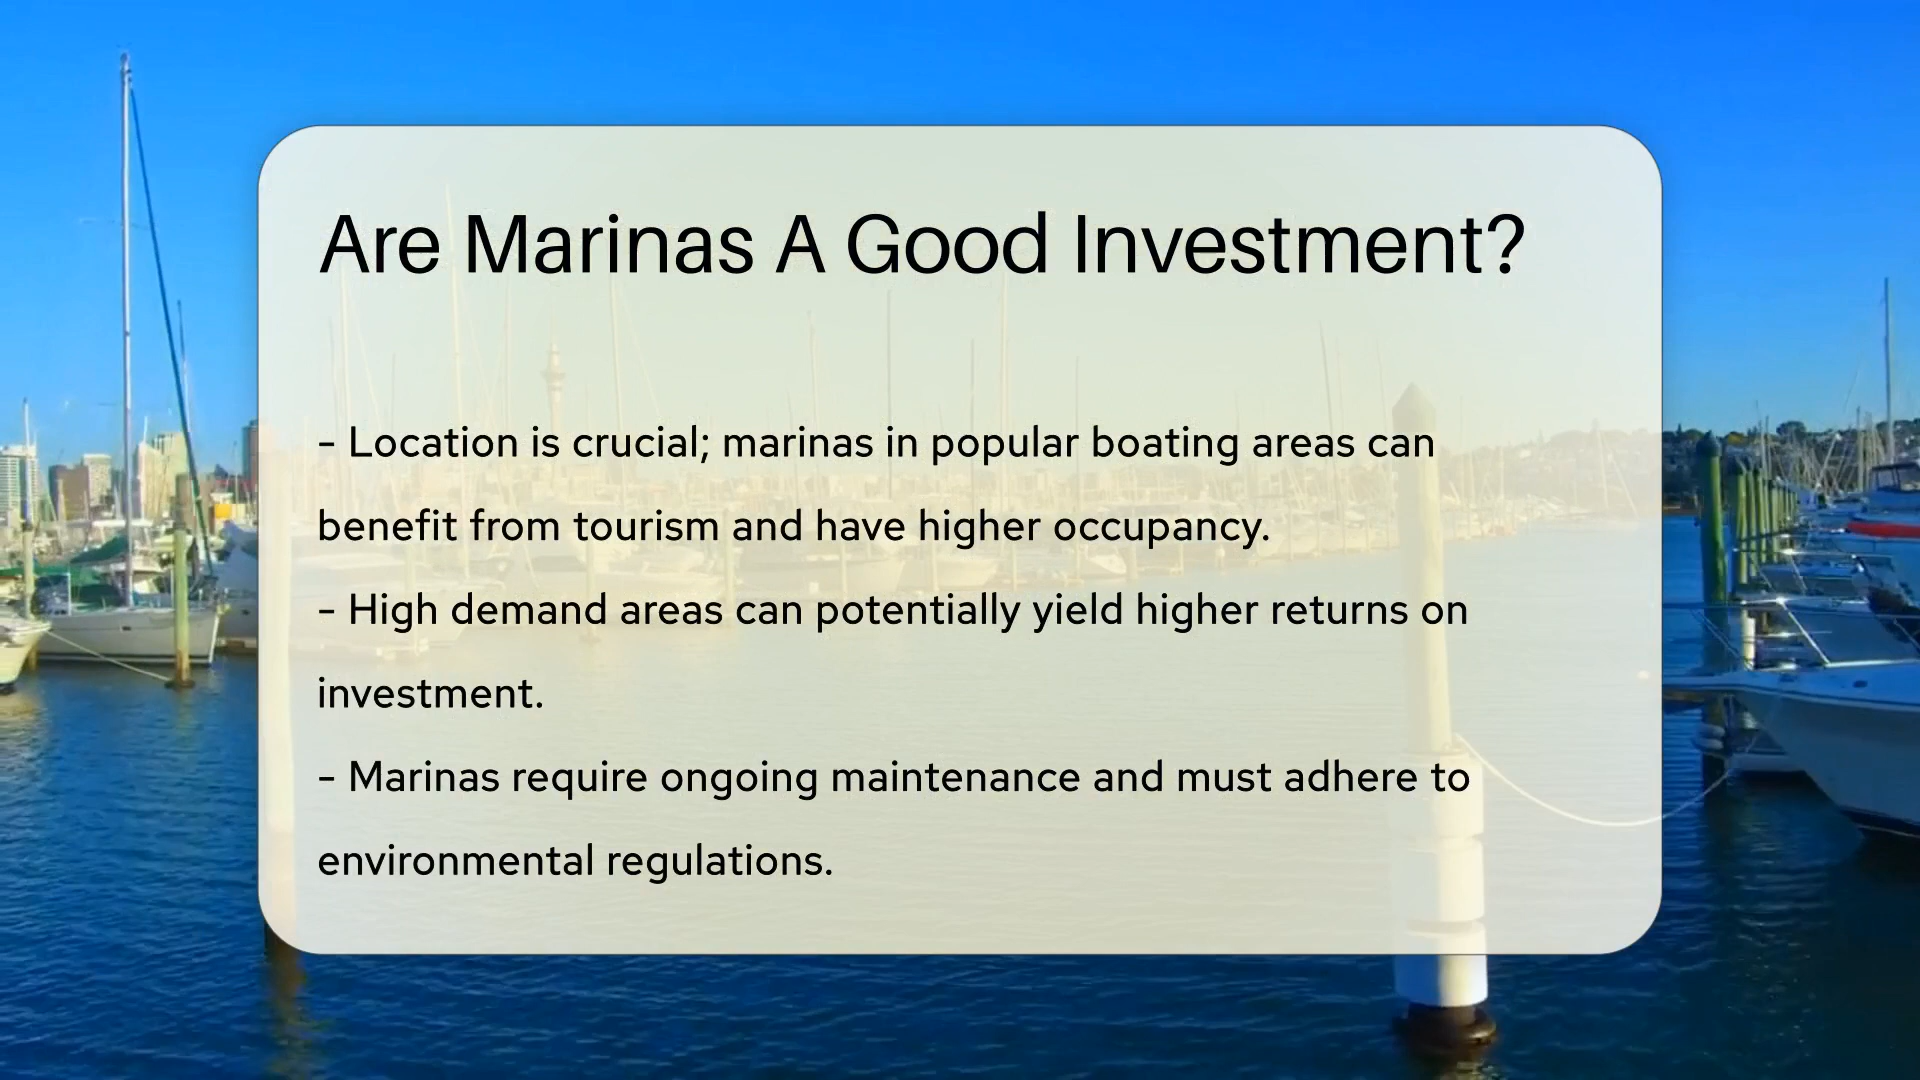 Are Marinas A Good Investment?
– Location is crucial; marinas in popular boating areas can
benefit from tourism and have higher occupancy.
– High demand areas can potentially yield higher returns on
investment.
– Marinas require ongoing maintenance and must adhere to
environmental regulations.